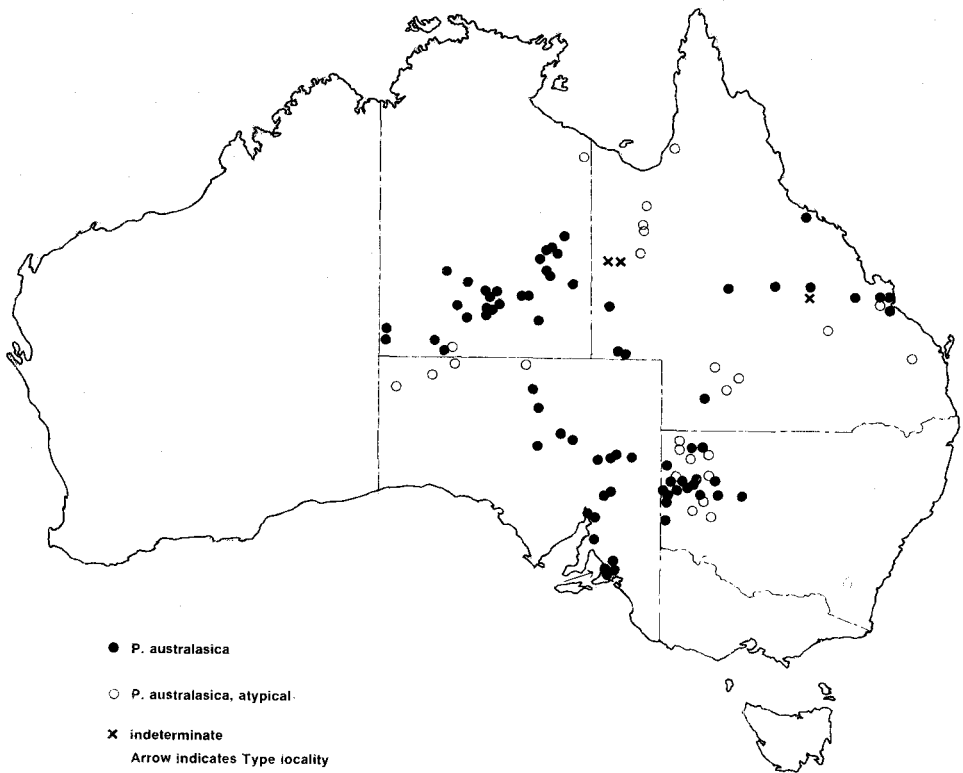 P. australasica
P. australasica, atypical
indeterminate
Arrow indicates Type locality